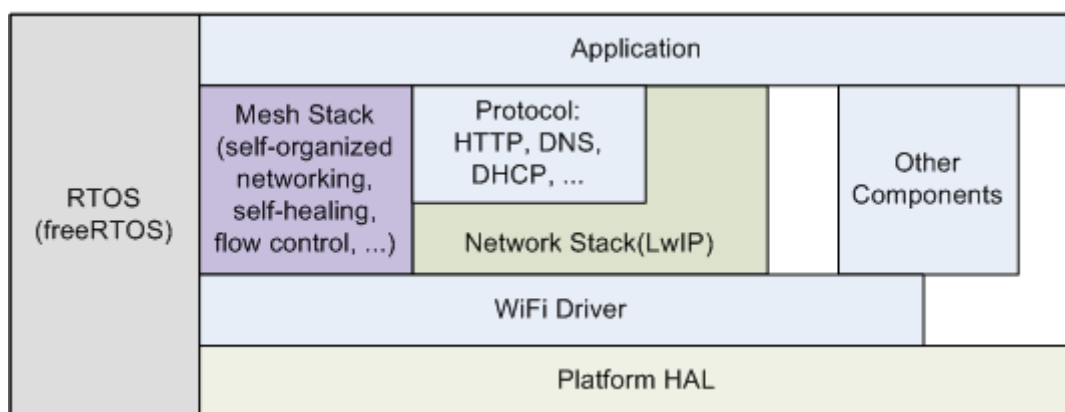 Application
RTOS
(freeRTOS)
Mesh Stack
(self-organized
networking,
self-healing,
flow control, ...)
Protocol:
HTTP, DNS,
DHCP, ...
Network Stack(LwIP)
Other
Components
WiFi Driver
Platform HAL